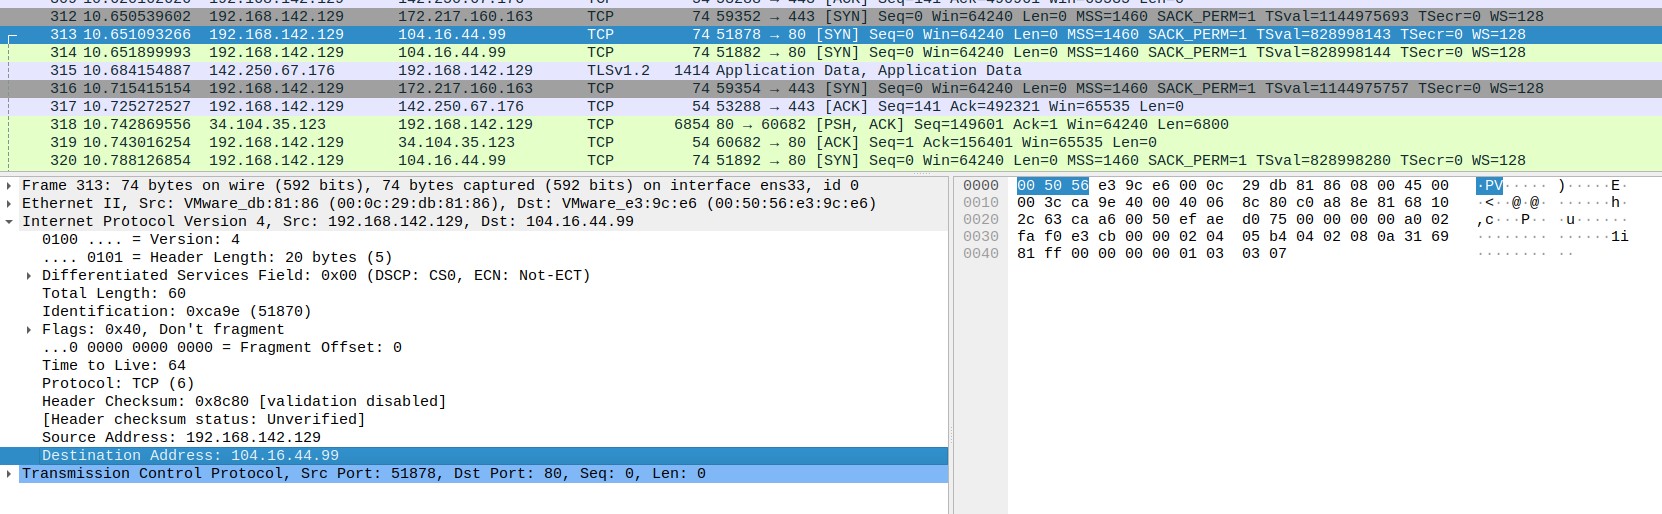 312 10.650539602 192.168.142.129 172.217.160.163 TCP 74 59352 → 443 [SYN] Seq=0 Win=64240 Len=0 MSS=1460 SACK_PERM=1 TSval=1144975693 TSecr=0 WS=128
313 10.651093266 192.168.142.129 104.16.44.99 TCP 74 51878 → 80 [SYN] Seq=0 Win=64240 Len=0 MSS=1460 SACK_PERM=1 TSval=828998143 TSecr=0 WS=128
314 10.651899993 192.168.142.129 104.16.44.99 TCP 74 51882 → 80 [SYN] Seq=0 Win=64240 Len=0 MSS=1460 SACK_PERM=1 TSval=828998144 TSecr=0 WS=128
315 10.684154887 142.250.67.176 192.168.142.129 TLSv1.2 1414 Application Data, Application Data
316 10.715415154 192.168.142.129 172.217.160.163 TCP 74 59354 → 443 [SYN] Seq=0 Win=64240 Len=0 MSS=1460 SACK_PERM=1 TSval=1144975757 TSecr=0 WS=128
317 10.725272527 192.168.142.129 142.250.67.176 TCP 54 53288 → 443 [ACK] Seq=141 Ack=492321 Win=65535 Len=0
318 10.742869556 34.104.35.123 192.168.142.129 TCP 6854 80 → 60682 [PSH, ACK] Seq=149601 Ack=1 Win=64240 Len=6800
319 10.743016254 192.168.142.129 34.104.35.123 TCP 54 60682 → 80 [ACK] Seq=1 Ack=156401 Win=65535 Len=0
320 10.788126854 192.168.142.129 104.16.44.99 TCP 74 51892 → 80 [SYN] Seq=0 Win=64240 Len=0 MSS=1460 SACK_PERM=1 TSval=828998280 TSecr=0 WS=128
Frame 313: 74 bytes on wire (592 bits), 74 bytes captured (592 bits) on interface ens33, id 0
Ethernet II, Src: VMware_db:81:86 (00:0c:29:db:81:86), Dst: VMware_e3:9c:e6 (00:50:56:e3:9c:e6)
Internet Protocol Version 4, Src: 192.168.142.129, Dst: 104.16.44.99
0100 .... = Version: 4
.... 0101 = Header Length: 20 bytes (5)
Differentiated Services Field: 0x00 (DSCP: CS0, ECN: Not-ECT)
Total Length: 60
Identification: 0xca9e (51870)
Flags: 0x40, Don't fragment
...0 0000 0000 0000 = Fragment Offset: 0
Time to Live: 64
Protocol: TCP (6)
Header Checksum: 0x8c80 [validation disabled]
[Header checksum status: Unverified]
Source Address: 192.168.142.129
Destination Address: 104.16.44.99
Transmission Control Protocol, Src Port: 51878, Dst Port: 80, Seq: 0, Len: 0
0000 00 50 56 e3 9c e6 00 0c 29 db 81 86 08 00 45 00 ·PV····· )·····E·
0010 00 3c ca 9e 40 00 40 06 8c 80 c0 a8 8e 81 68 10 ·<··@·@· ······h·
0020 2c 63 ca a6 00 50 ef ae d0 75 00 00 00 00 a0 02 ,c···P·· ·u······
0030 fa f0 e3 cb 00 00 02 04 05 b4 04 02 08 0a 31 69 ········ ······1i
0040 81 ff 00 00 00 00 01 03 03 07 ········ ··